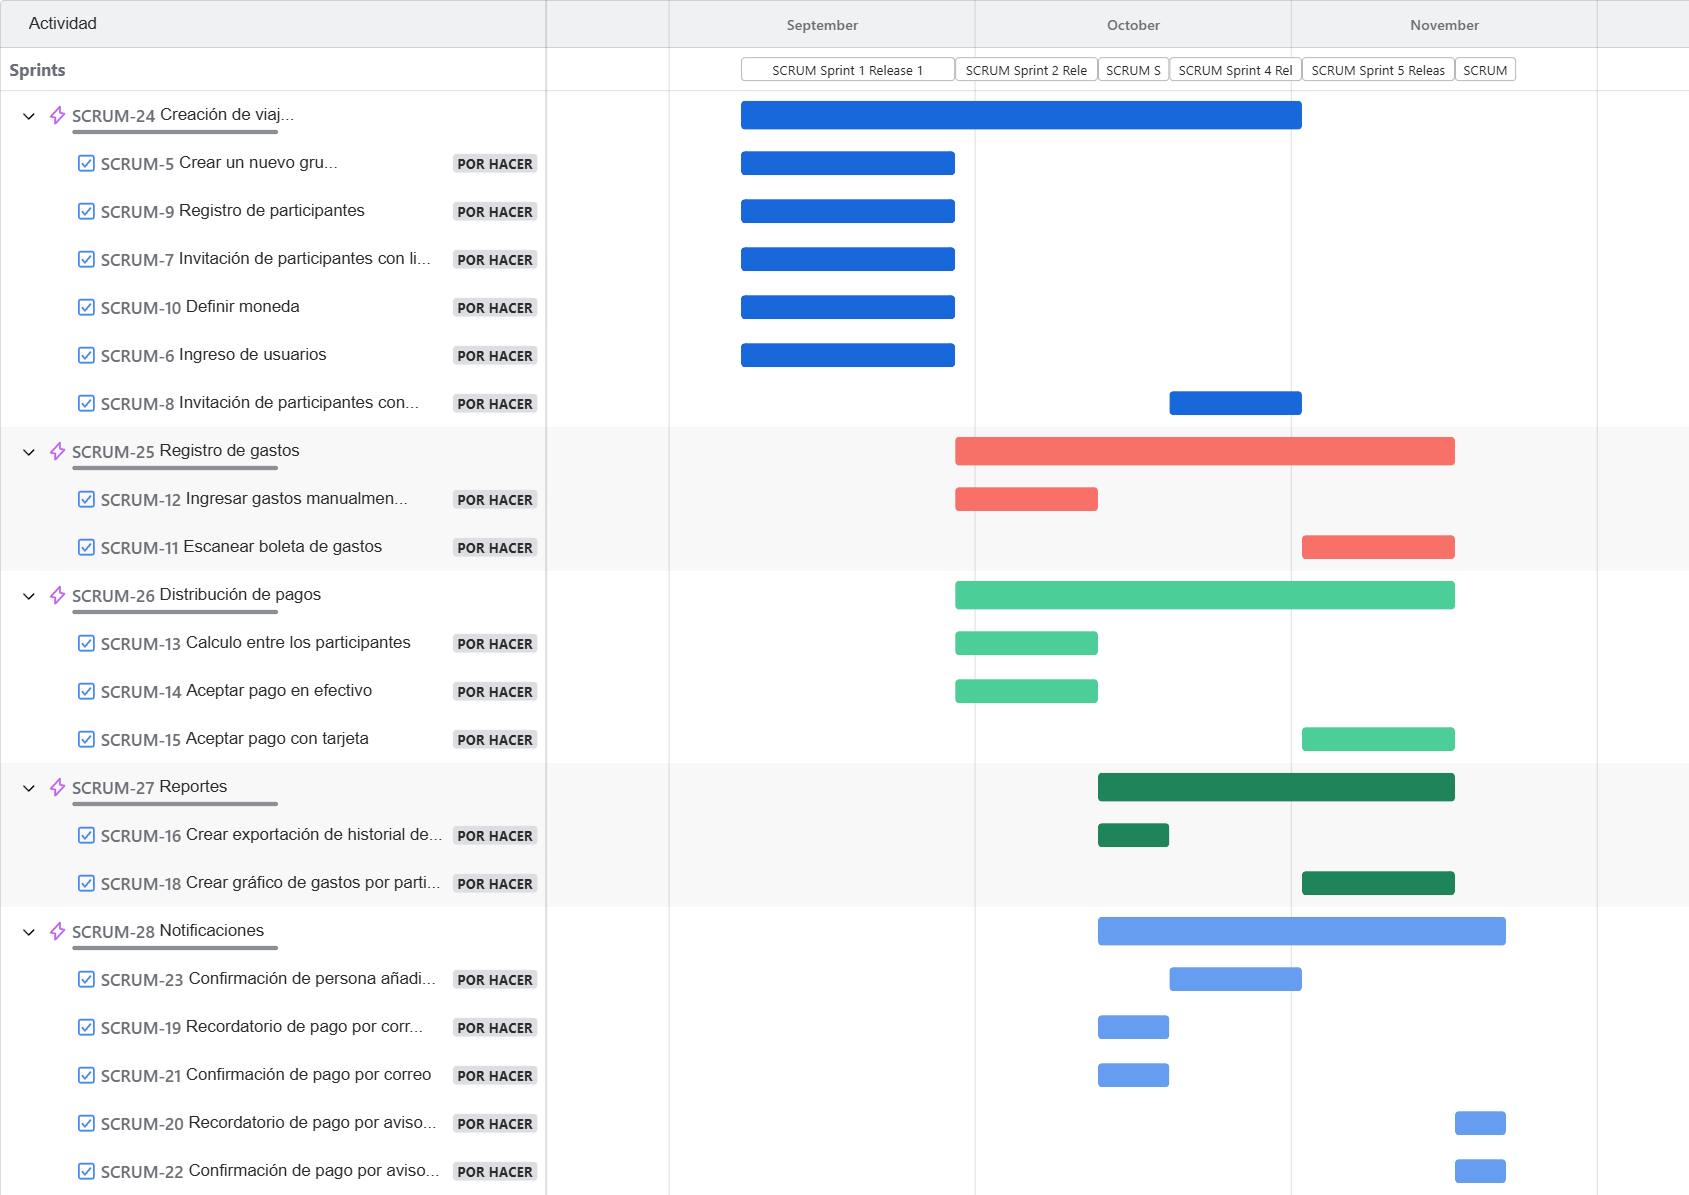 Actividad September October November
Sprints SCRUM Sprint 1 Release 1 SCRUM Sprint 2 Rele SCRUM S SCRUM Sprint 4 Rel SCRUM Sprint 5 Releas SCRUM
SCRUM-24 Creación de viaj...
SCRUM-5 Crear un nuevo gru... POR HACER
SCRUM-9 Registro de participantes POR HACER
SCRUM-7 Invitación de participantes con li... POR HACER
SCRUM-10 Definir moneda POR HACER
SCRUM-6 Ingreso de usuarios POR HACER
SCRUM-8 Invitación de participantes con... POR HACER
SCRUM-25 Registro de gastos
SCRUM-12 Ingresar gastos manualmen... POR HACER
SCRUM-11 Escanear boleta de gastos POR HACER
SCRUM-26 Distribución de pagos
SCRUM-13 Calculo entre los participantes POR HACER
SCRUM-14 Aceptar pago en efectivo POR HACER
SCRUM-15 Aceptar pago con tarjeta POR HACER
SCRUM-27 Reportes
SCRUM-16 Crear exportación de historial de... POR HACER
SCRUM-18 Crear gráfico de gastos por parti... POR HACER
SCRUM-28 Notificaciones
SCRUM-23 Confirmación de persona añadi... POR HACER
SCRUM-19 Recordatorio de pago por corr... POR HACER
SCRUM-21 Confirmación de pago por correo POR HACER
SCRUM-20 Recordatorio de pago por aviso... POR HACER
SCRUM-22 Confirmación de pago por aviso... POR HACER